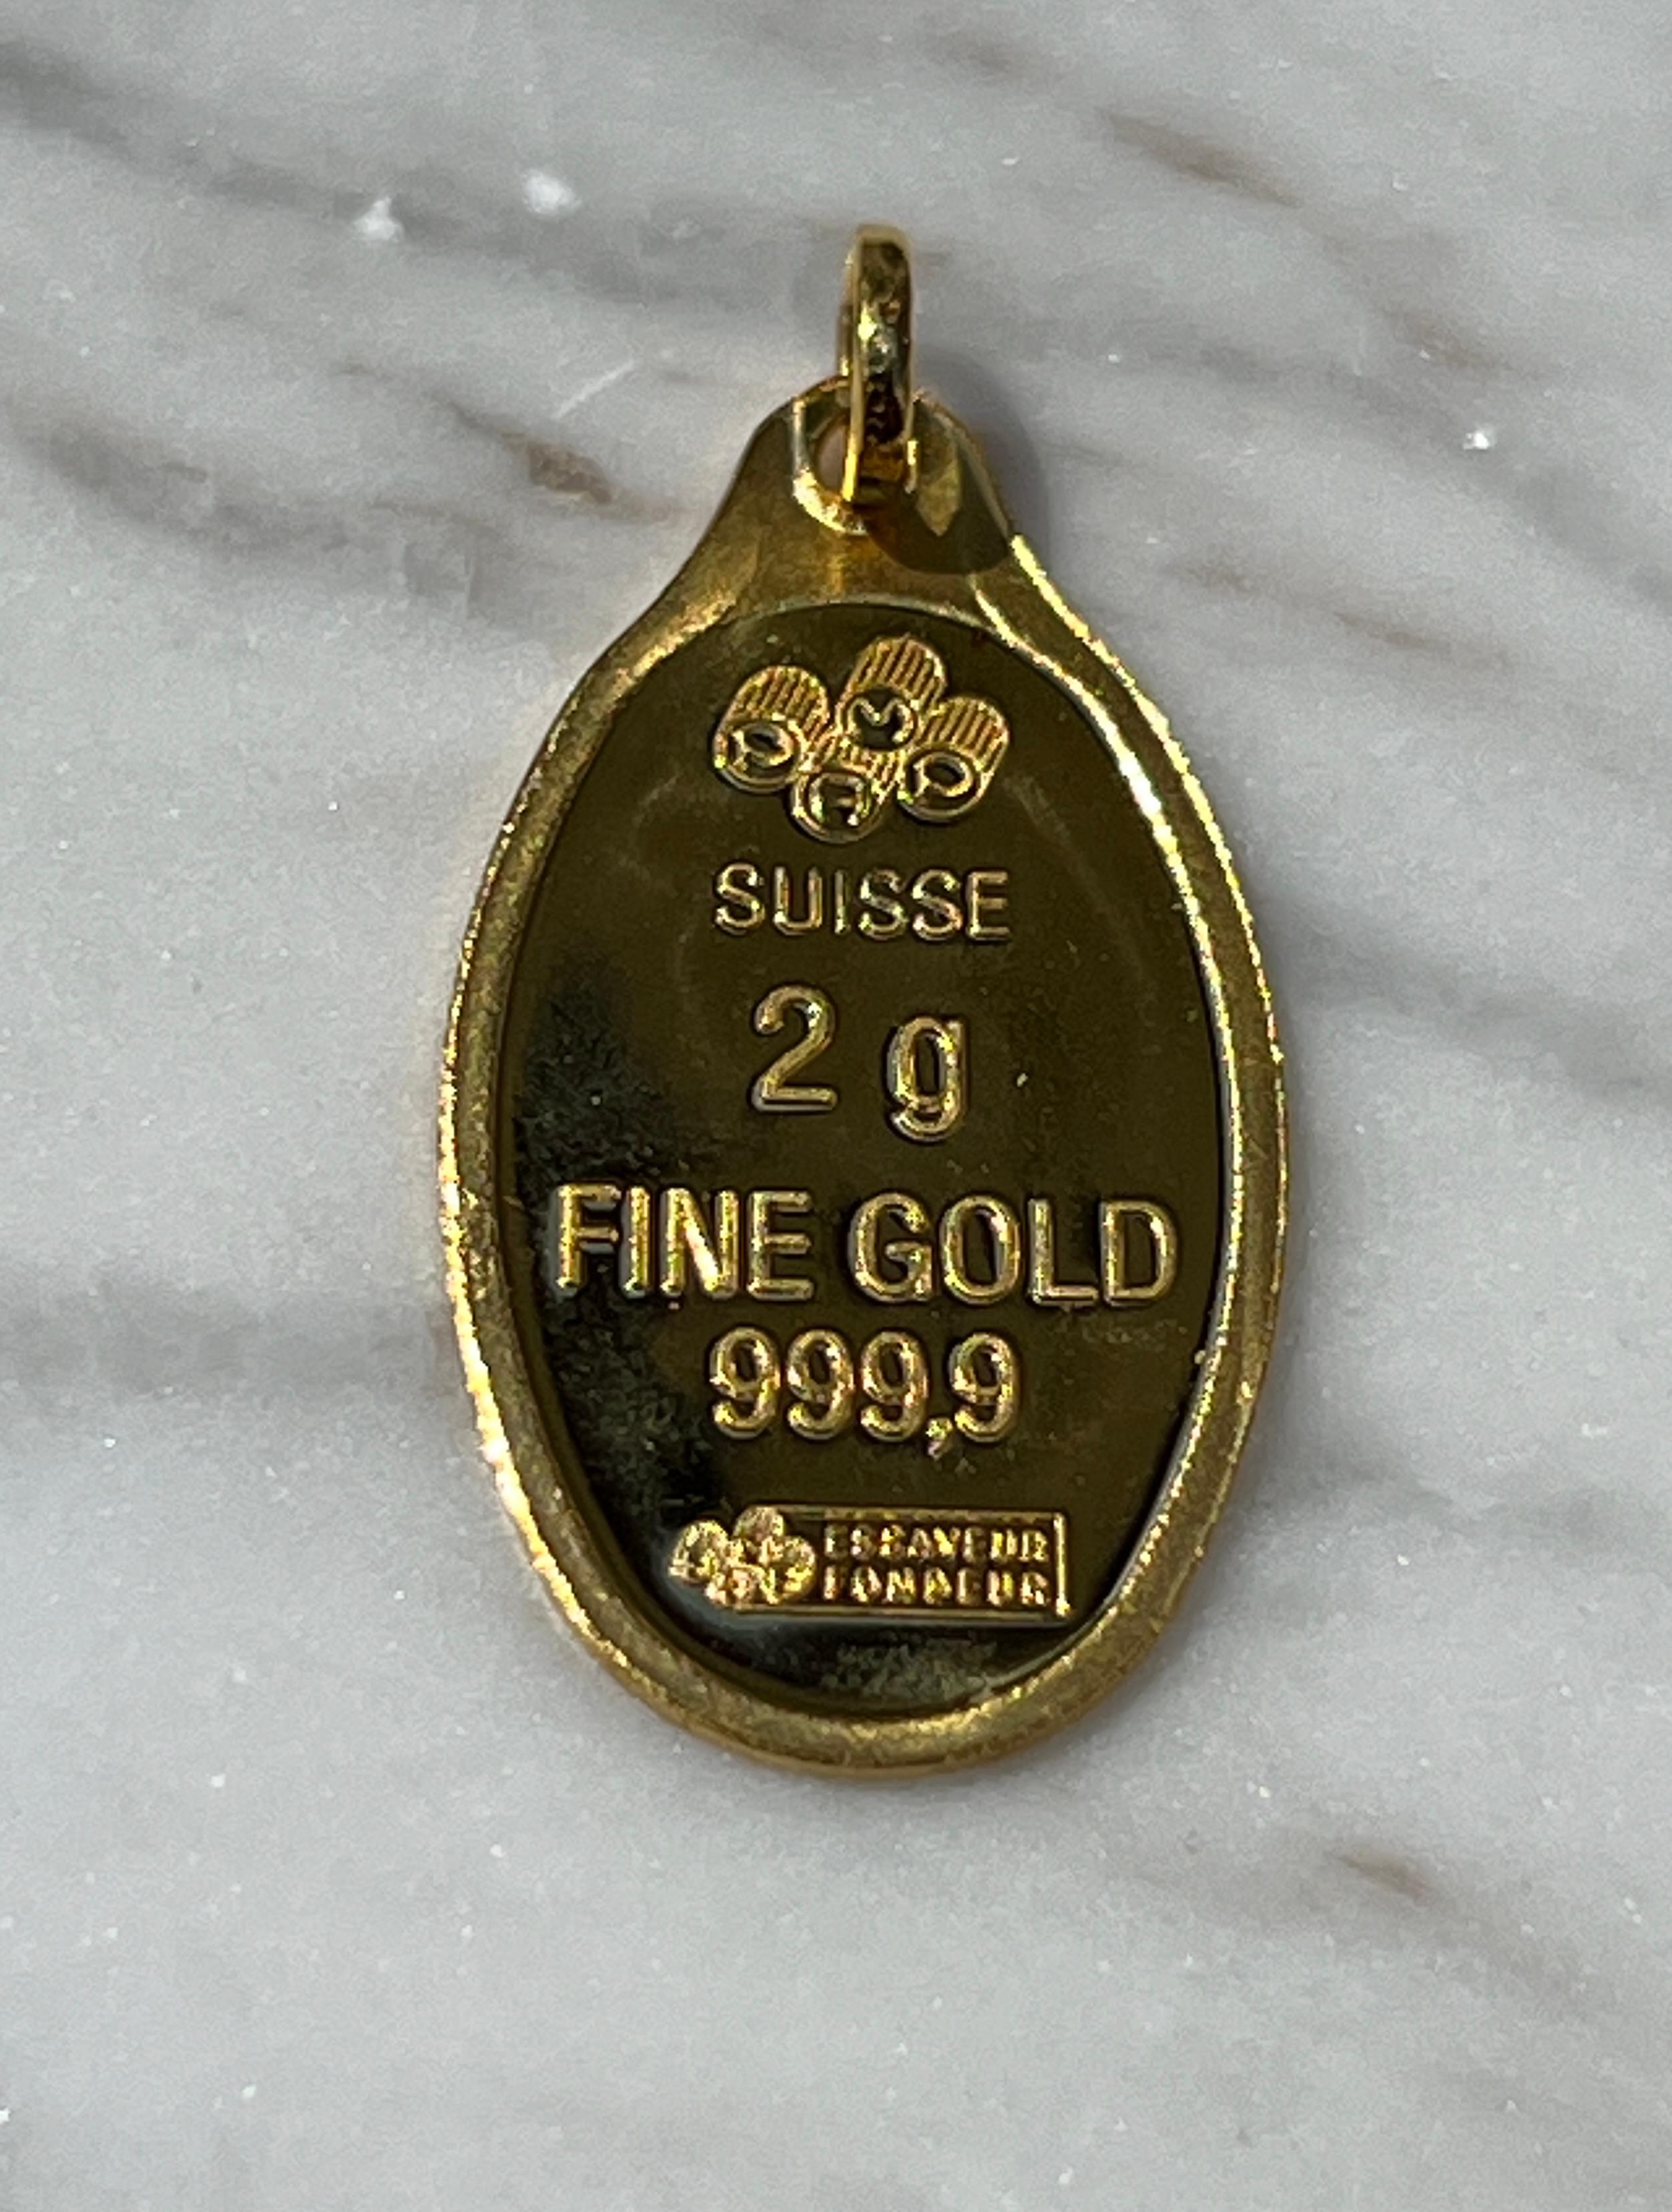 P A M P
SUISSE
2 g
FINE GOLD
999,9
ESSAYEUR
FONDEUR